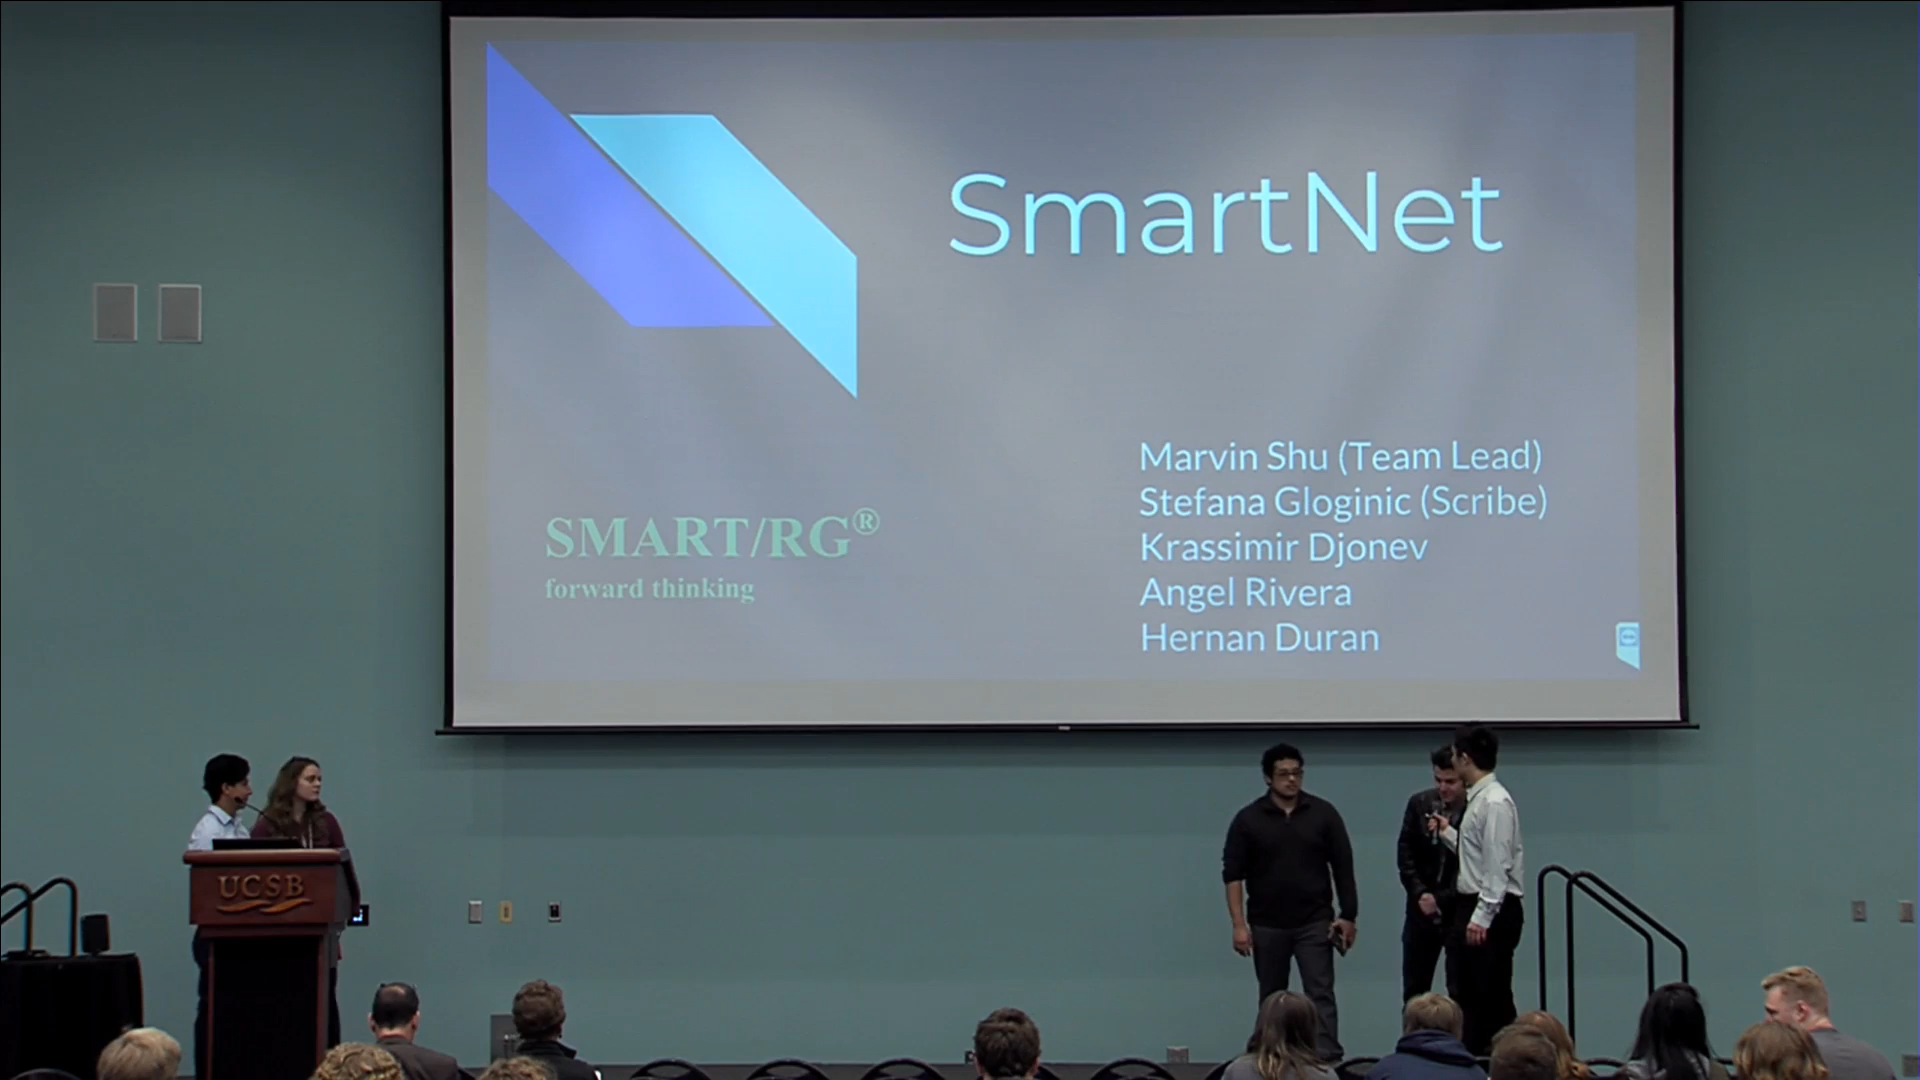 SmartNet
SMART/RG®
forward thinking
Marvin Shu (Team Lead)
Stefana Gloginic (Scribe)
Krassimir Djonev
Angel Rivera
Hernan Duran
UCSB